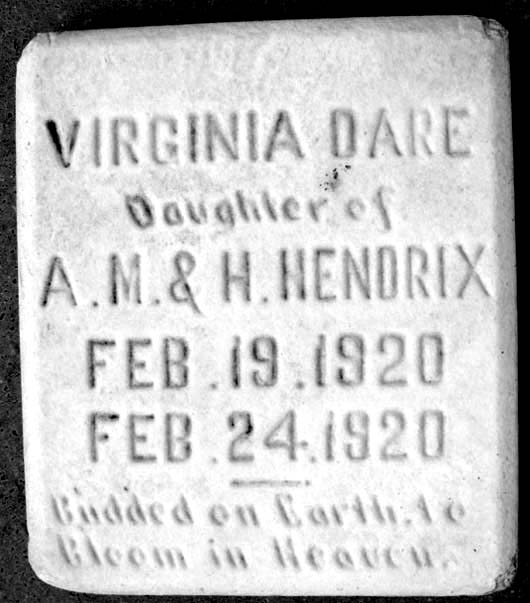 VIRGINIA DARE
Daughter of
A.M.& H.HENDRIX
FEB.19.1920
FEB.24.1920
Budded on Earth, to
Bloom in Heaven.